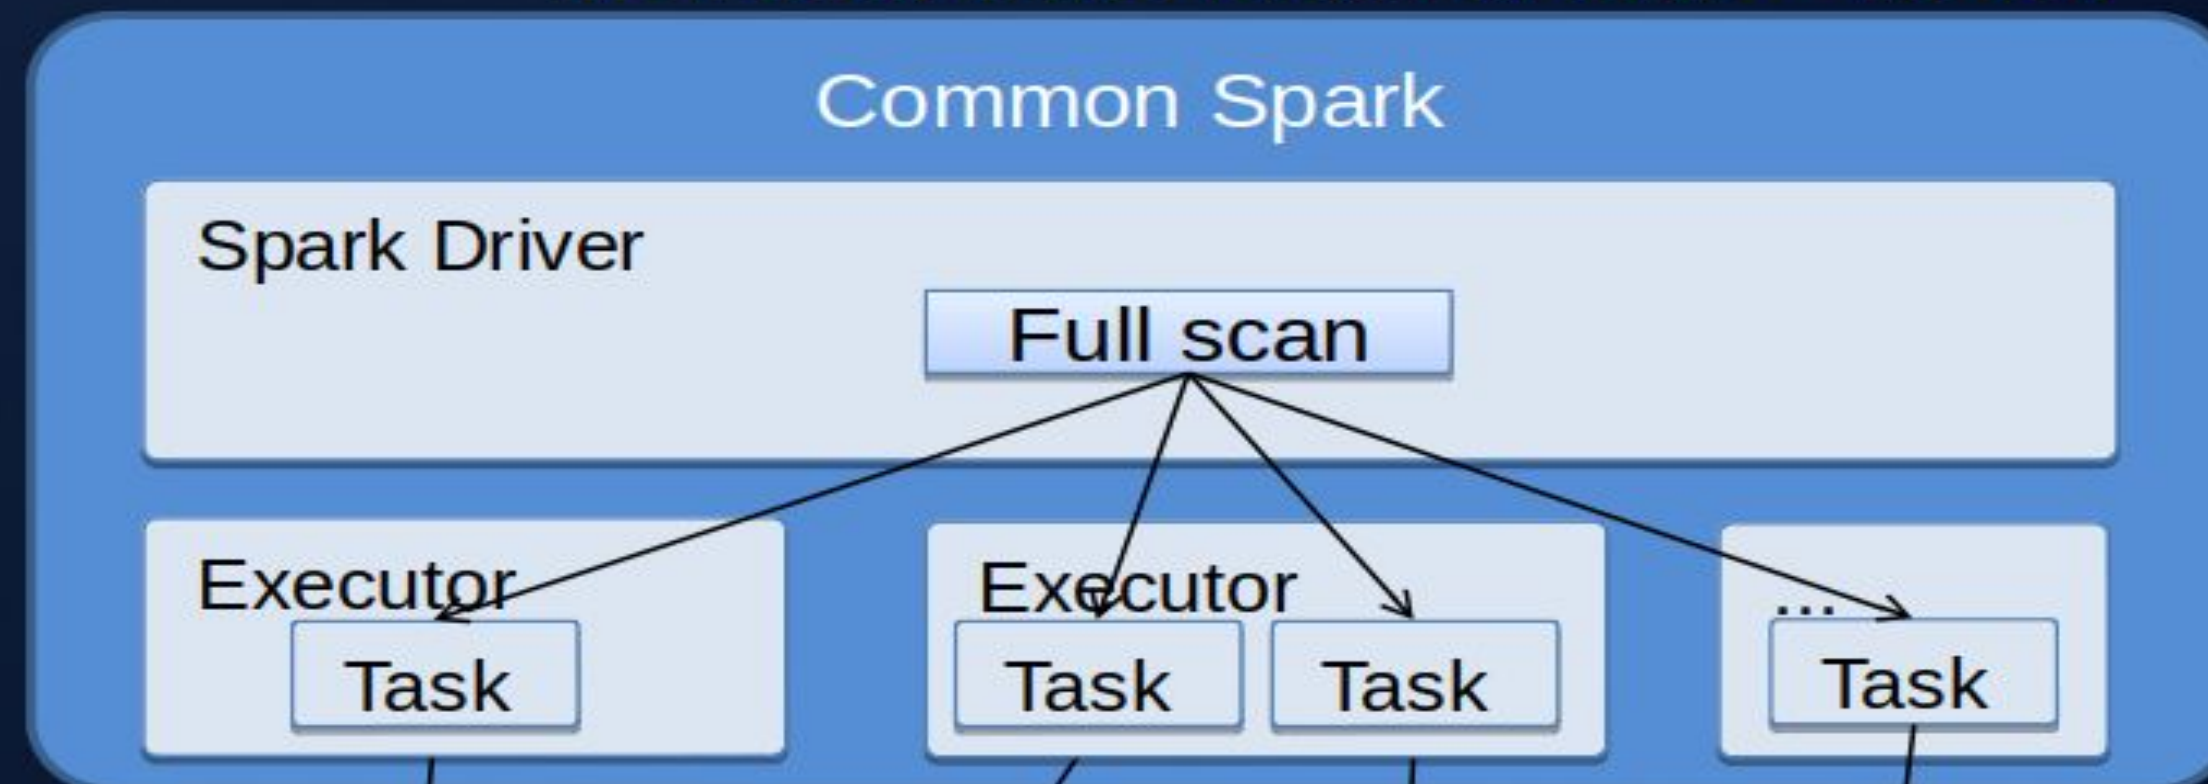 Common Spark
Spark Driver
Full scan
Executor
Task
Executor
Task
Task
...
Task